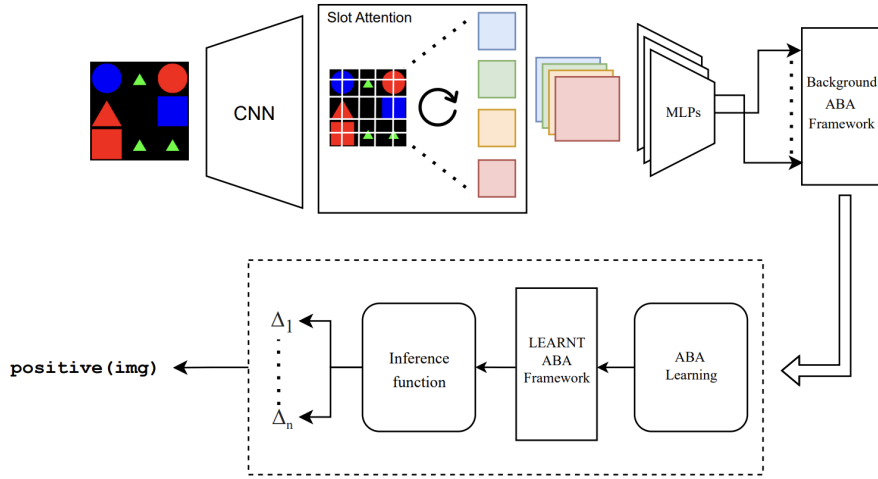 Slot Attention
CNN
MLPs
Background
ABA
Framework
positive(img)
Δ1
Δn
Inference
function
LEARNT
ABA
Framework
ABA
Learning